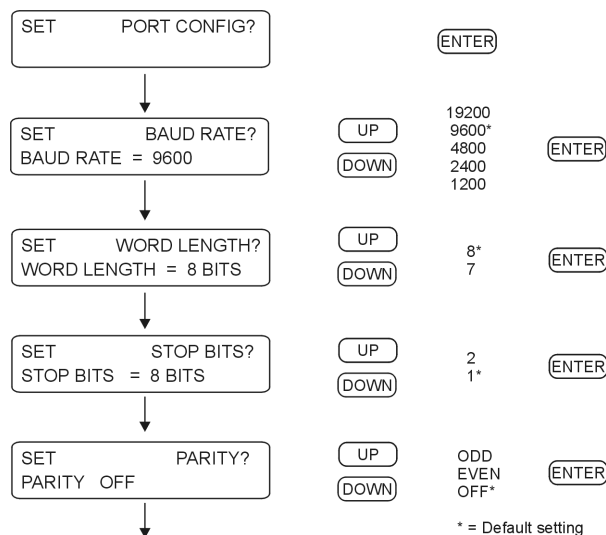 SET PORT CONFIG?
ENTER
SET BAUD RATE?
BAUD RATE = 9600
UP
DOWN
19200
9600*
4800
2400
1200
ENTER
SET WORD LENGTH?
WORD LENGTH = 8 BITS
UP
DOWN
8*
7
ENTER
SET STOP BITS?
STOP BITS = 8 BITS
UP
DOWN
2
1*
ENTER
SET PARITY?
PARITY OFF
UP
DOWN
ODD
EVEN
OFF*
ENTER
* = Default setting